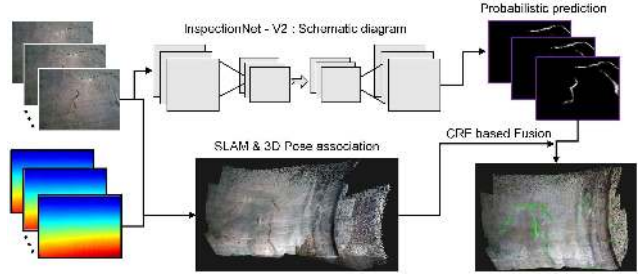 Probabilistic prediction
InspectionNet - V2 : Schematic diagram
SLAM & 3D Pose association
CRF based Fusion